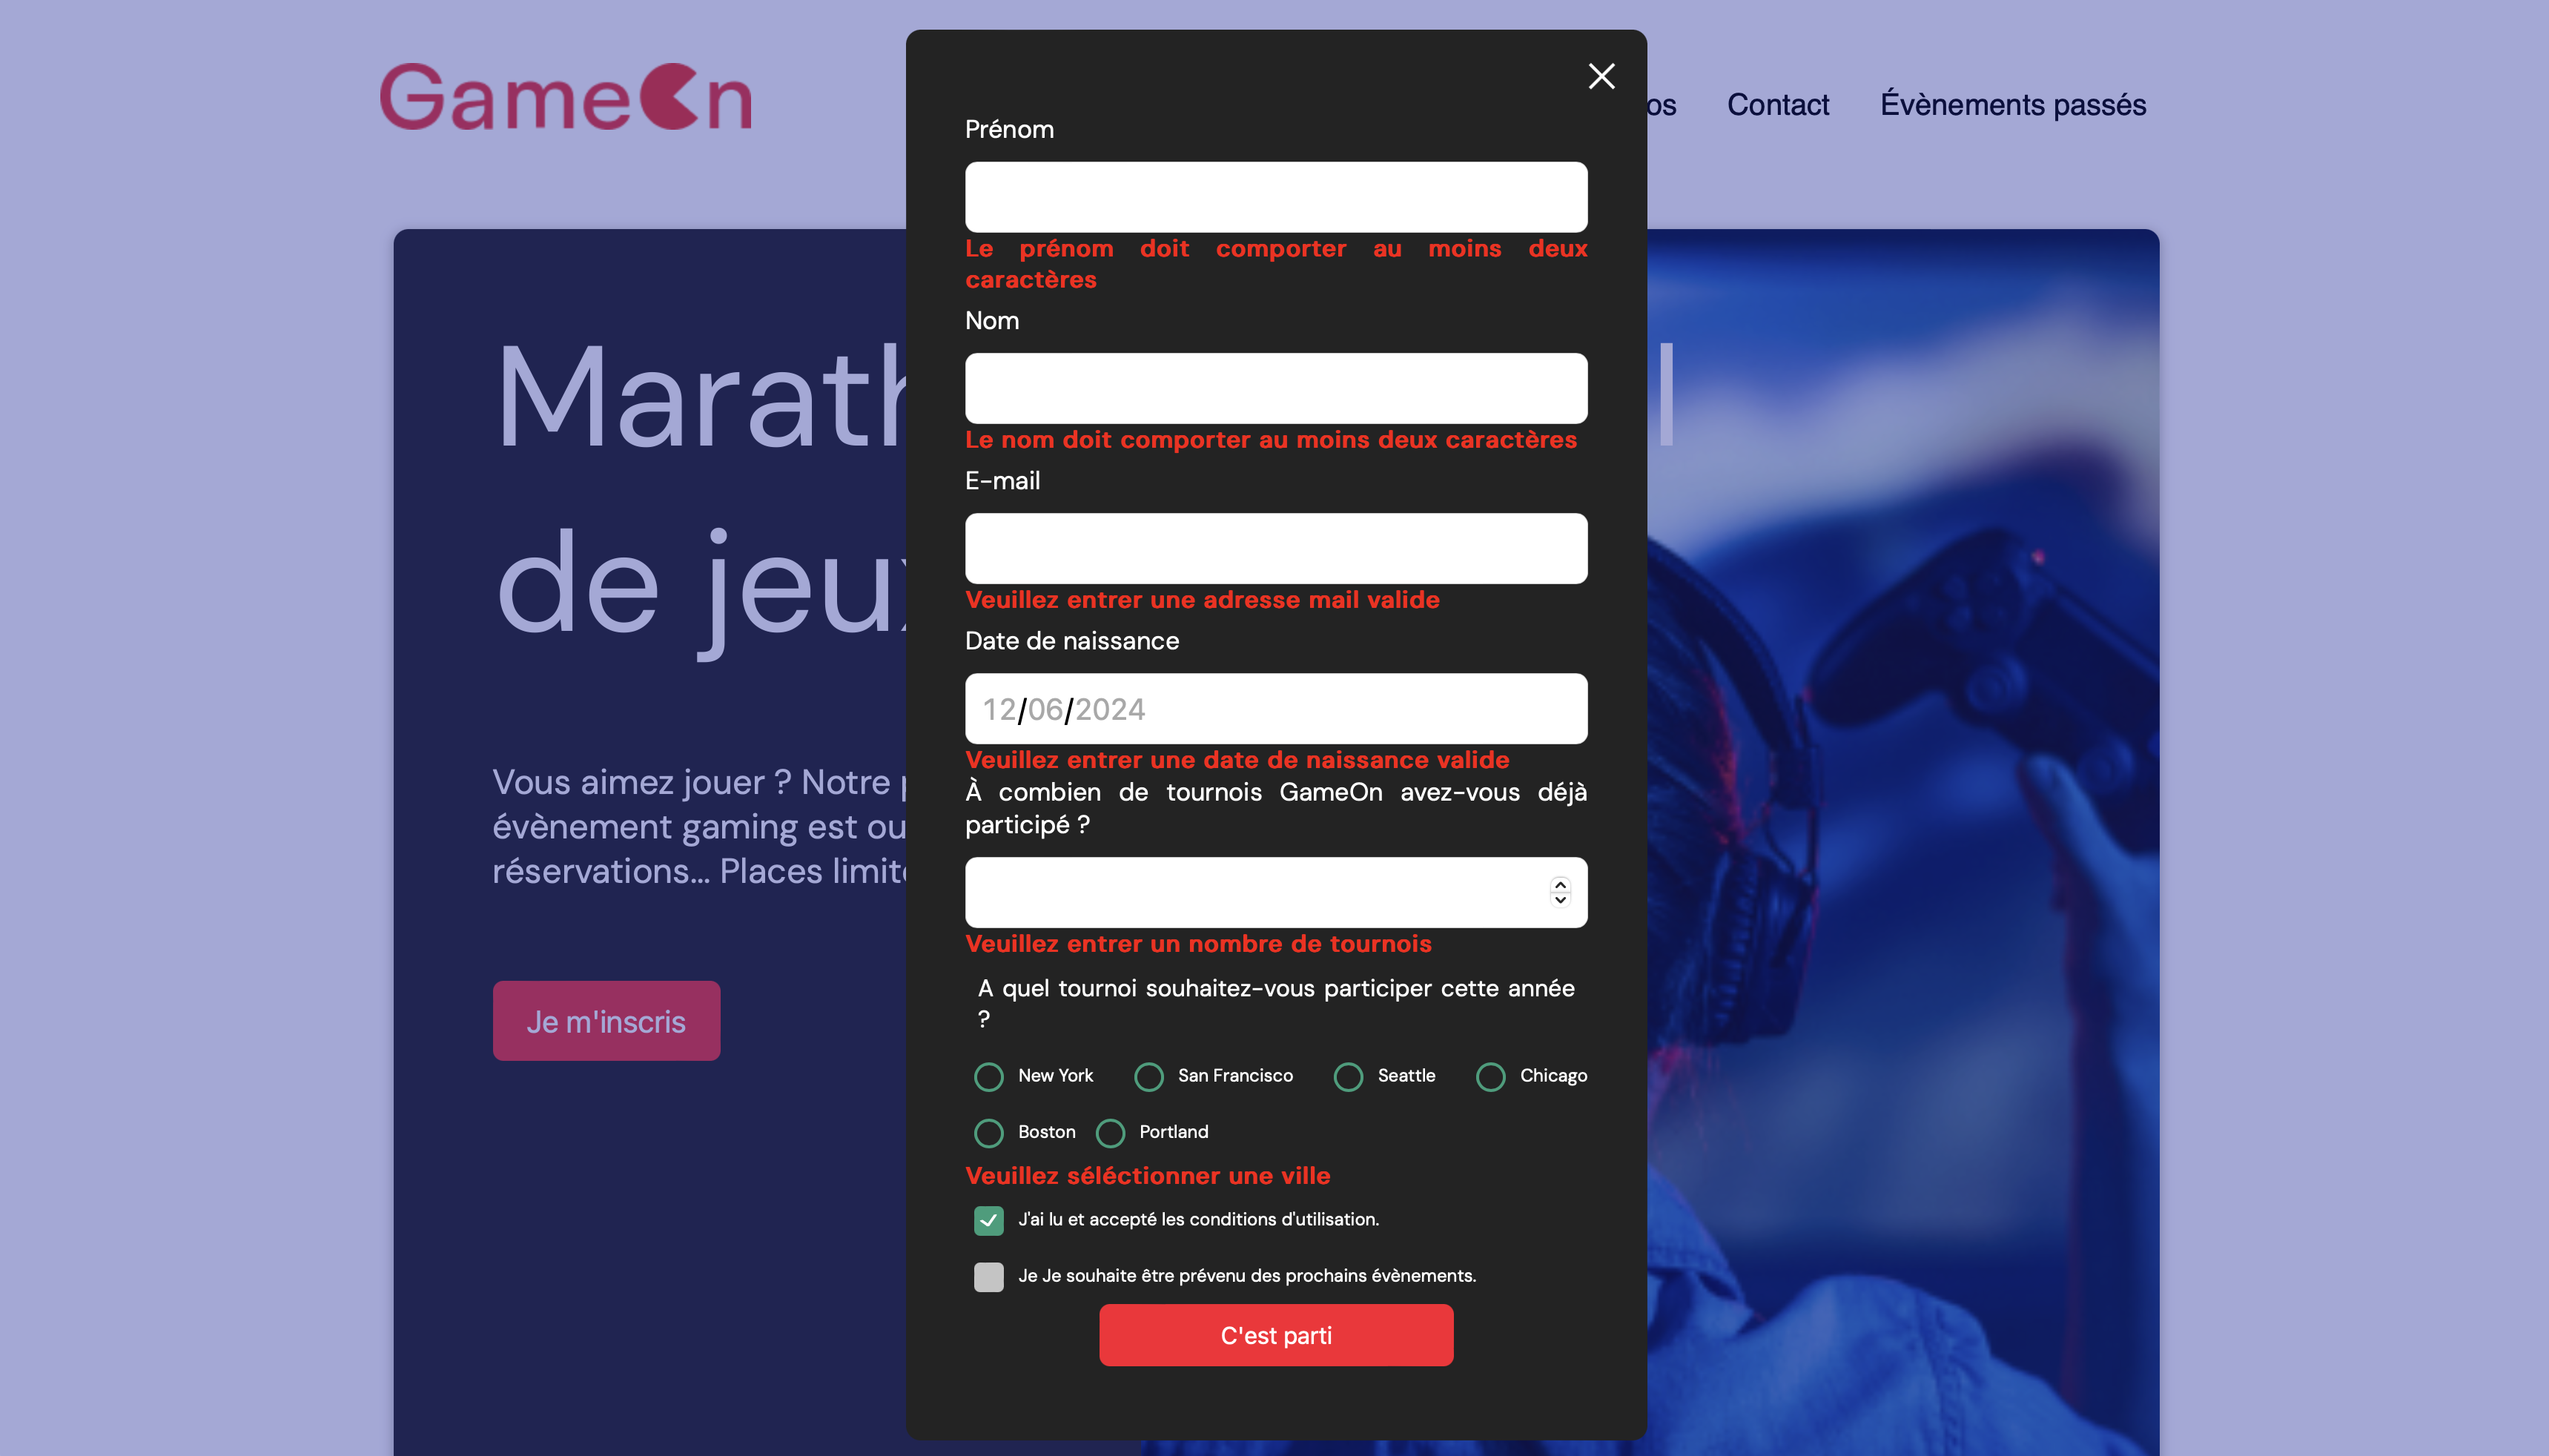 GameOn
os Contact Évènements passés
Marath l
de jeux
Vous aimez jouer ? Notre p
évènement gaming est ou
réservations... Places limité
Je m'inscris
Prénom
Le prénom doit comporter au moins deux
caractères
Nom
Le nom doit comporter au moins deux caractères
E-mail
Veuillez entrer une adresse mail valide
Date de naissance
12/06/2024
Veuillez entrer une date de naissance valide
À combien de tournois GameOn avez-vous déjà
participé ?
Veuillez entrer un nombre de tournois
A quel tournoi souhaitez-vous participer cette année
?
New York San Francisco Seattle Chicago
Boston Portland
Veuillez séléctionner une ville
J'ai lu et accepté les conditions d'utilisation.
Je Je souhaite être prévenu des prochains évènements.
C'est parti